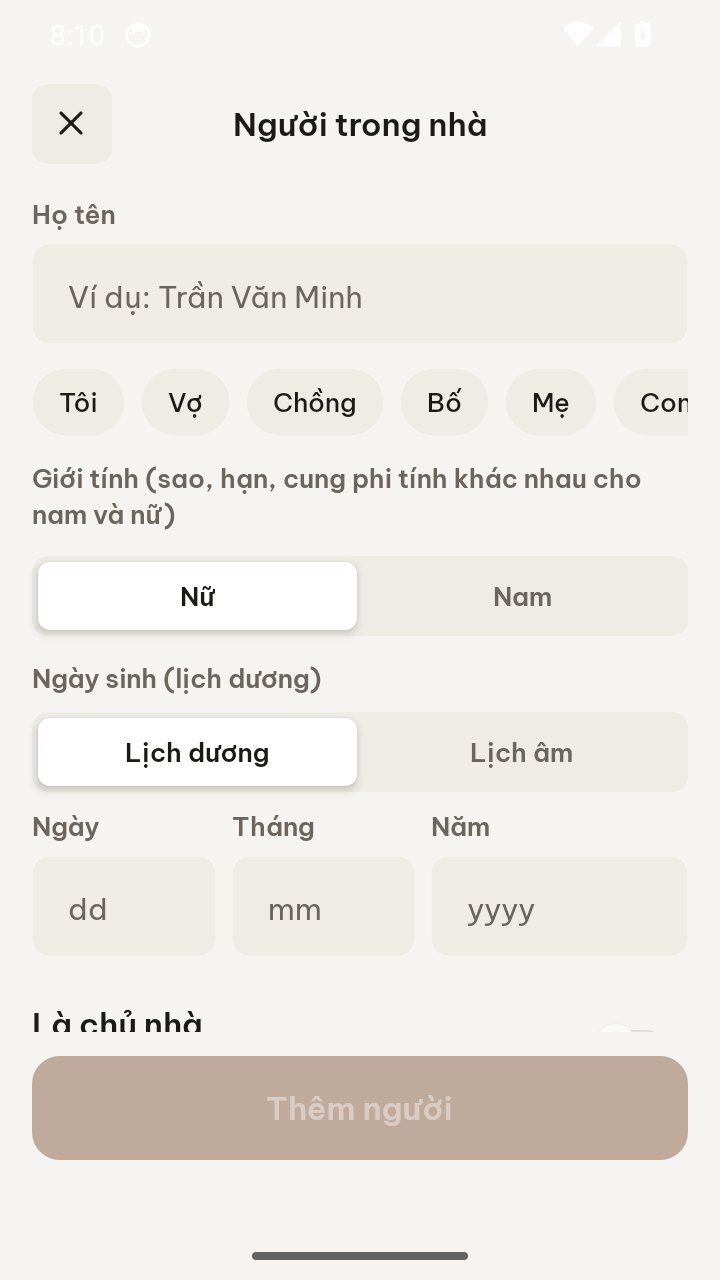 8:10
Người trong nhà
Họ tên
Ví dụ: Trần Văn Minh
Tôi
Vợ
Chồng
Bố
Mẹ
Con
Giới tính (sao, hạn, cung phi tính khác nhau cho
nam và nữ)
Nữ
Nam
Ngày sinh (lịch dương)
Lịch dương
Lịch âm
Ngày
Tháng
Năm
dd
mm
yyyy
Là chủ nhà
Thêm người